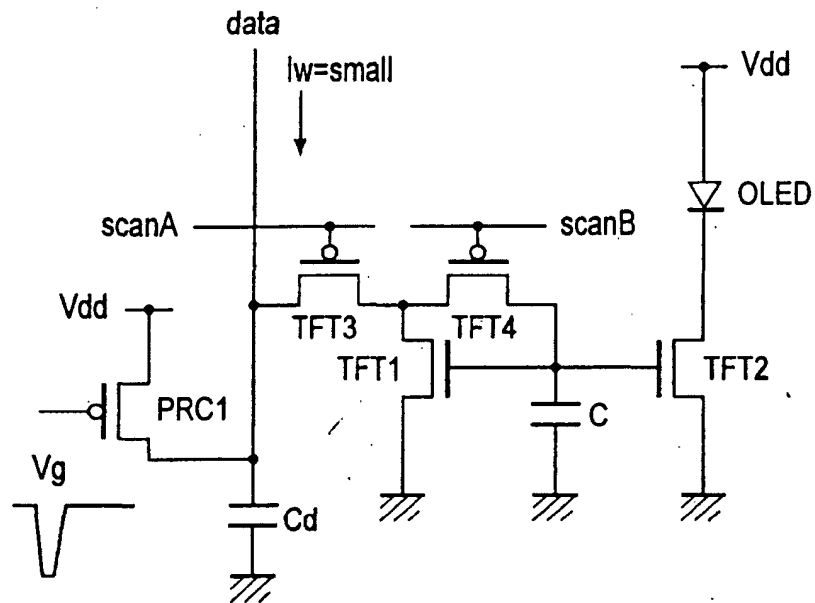 data
Iw=small
Vdd
OLED
scanA
scanB
Vdd
TFT3
TFT4
TFT1
TFT2
PRC1
C
Vg
Cd